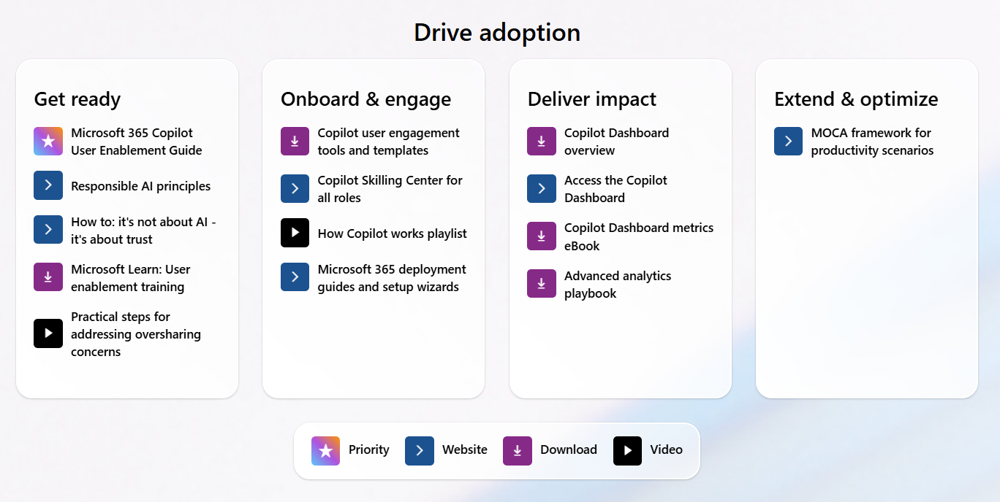 Drive adoption
Get ready
Microsoft 365 Copilot
User Enablement Guide
Responsible AI principles
How to: it's not about AI -
it's about trust
Microsoft Learn: User
enablement training
Practical steps for
addressing oversharing
concerns
Onboard & engage
Copilot user engagement
tools and templates
Copilot Skilling Center for
all roles
How Copilot works playlist
Microsoft 365 deployment
guides and setup wizards
Deliver impact
Copilot Dashboard
overview
Access the Copilot
Dashboard
Copilot Dashboard metrics
eBook
Advanced analytics
playbook
Extend & optimize
MOCA framework for
productivity scenarios
Priority
Website
Download
Video